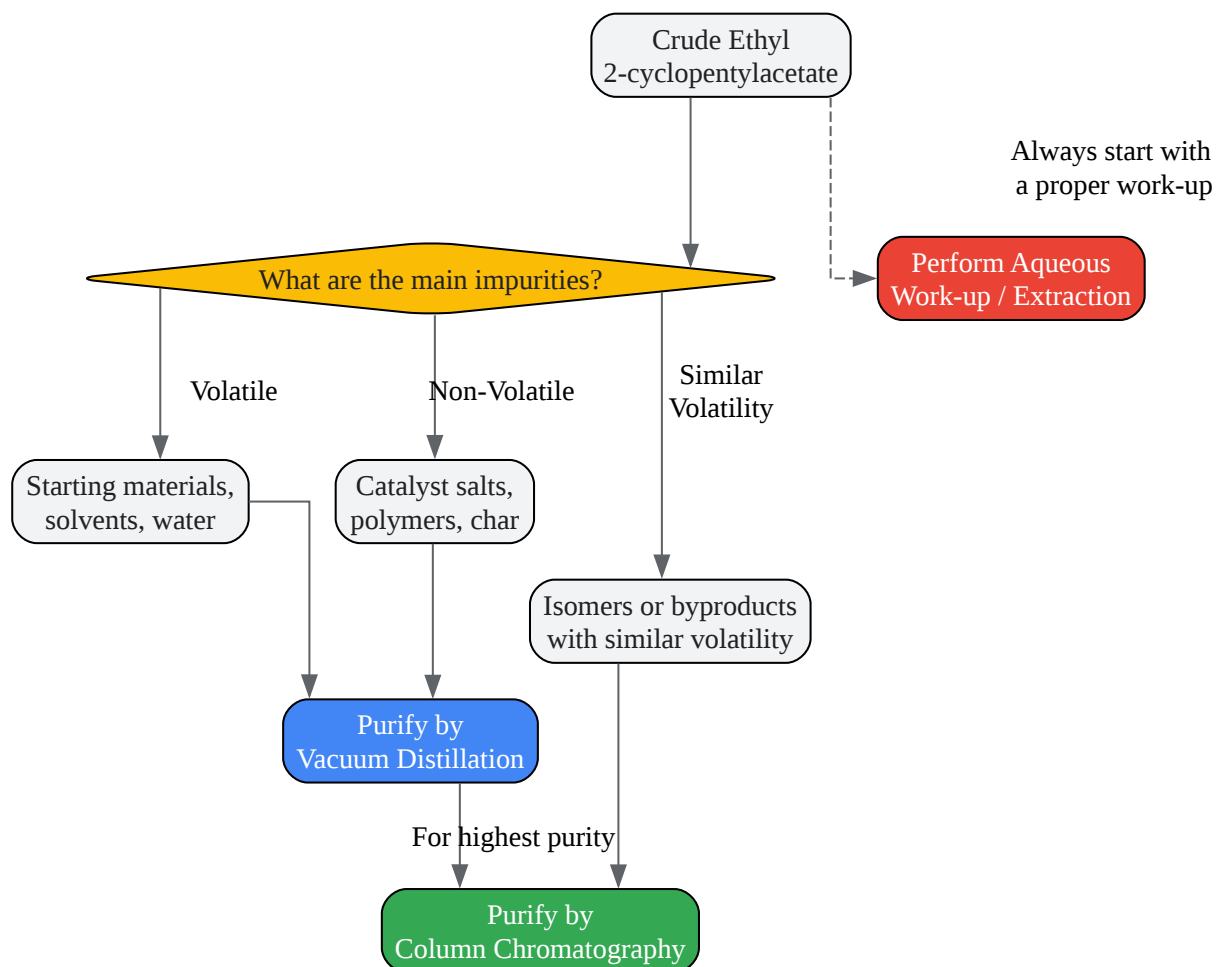 Crude Ethyl
2-cyclopentylacetate
Always start with
a proper work-up
What are the main impurities?
Perform Aqueous
Work-up / Extraction
Volatile
Non-Volatile
Similar
Volatility
Starting materials,
solvents, water
Catalyst salts,
polymers, char
Isomers or byproducts
with similar volatility
Purify by
Vacuum Distillation
For highest purity
Purify by
Column Chromatography